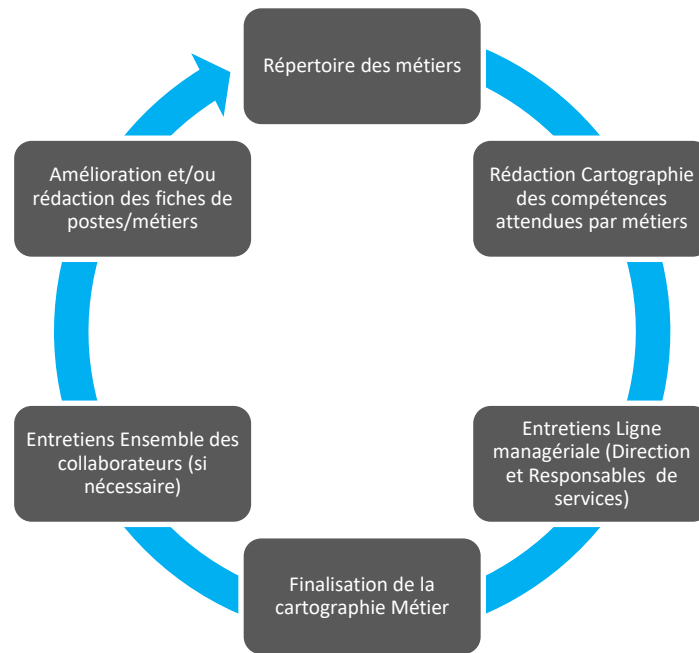 Répertoire des métiers
Rédaction Cartographie
des compétences
attendues par métiers
Entretiens Ligne
managériale (Direction
et Responsables de
services)
Finalisation de la
cartographie Métier
Entretiens Ensemble des
collaborateurs (si
nécessaire)
Amélioration et/ou
rédaction des fiches de
postes/métiers